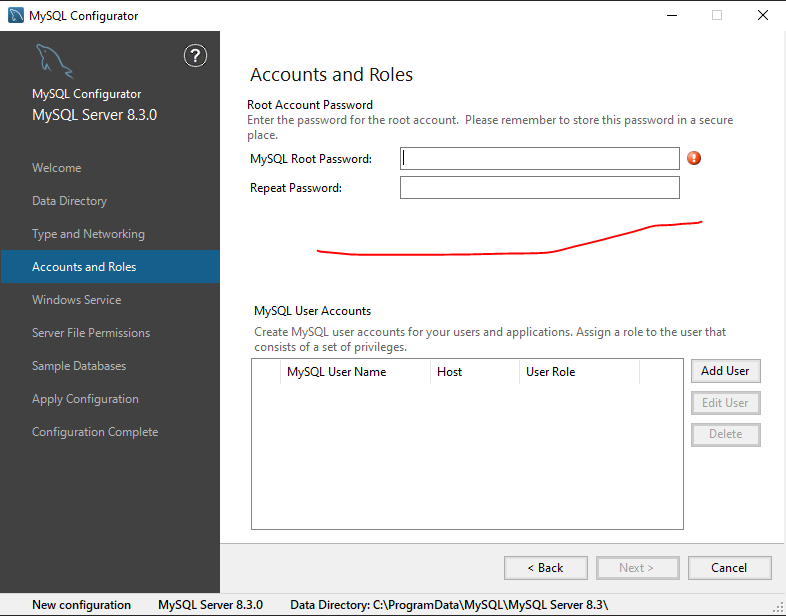 MySQL Configurator
?
MySQL Configurator
MySQL Server 8.3.0
Welcome
Data Directory
Type and Networking
Accounts and Roles
Windows Service
Server File Permissions
Sample Databases
Apply Configuration
Configuration Complete
Accounts and Roles
Root Account Password
Enter the password for the root account.  Please remember to store this password in a secure
place.
MySQL Root Password:
Repeat Password:
MySQL User Accounts
Create MySQL user accounts for your users and applications. Assign a role to the user that
consists of a set of privileges.
MySQL User Name Host User Role
Add User
Edit User
Delete
< Back Next > Cancel
New configuration MySQL Server 8.3.0 Data Directory: C:\ProgramData\MySQL\MySQL Server 8.3\